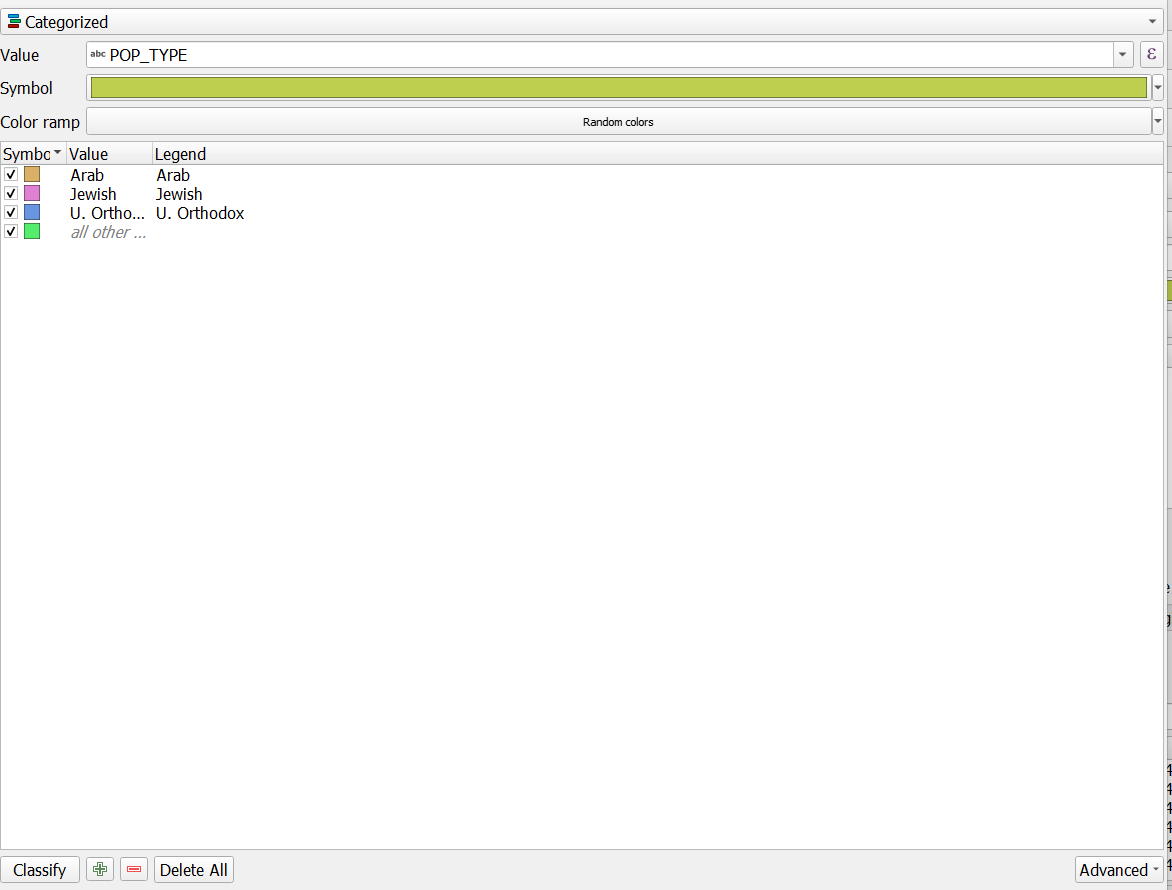 Categorized
Value abc POP_TYPE ε
Symbol
Color ramp Random colors
Symbo Value Legend
Arab Arab
Jewish Jewish
U. Ortho... U. Orthodox
all other ...
Classify Delete All Advanced